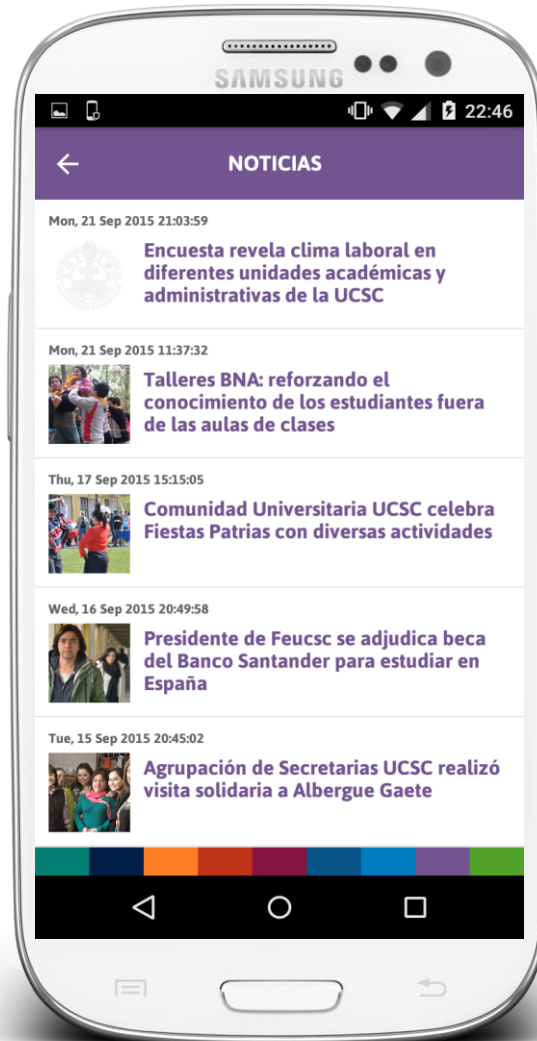 SAMSUNG
22:46
NOTICIAS
Mon, 21 Sep 2015 21:03:59
Encuesta revela clima laboral en
diferentes unidades académicas y
administrativas de la UCSC
Mon, 21 Sep 2015 11:37:32
Talleres BNA: reforzando el
conocimiento de los estudiantes fuera
de las aulas de clases
Thu, 17 Sep 2015 15:15:05
Comunidad Universitaria UCSC celebra
Fiestas Patrias con diversas actividades
Wed, 16 Sep 2015 20:49:58
Presidente de Feucsc se adjudica beca
del Banco Santander para estudiar en
España
Tue, 15 Sep 2015 20:45:02
Agrupación de Secretarias UCSC realizó
visita solidaria a Albergue Gaete